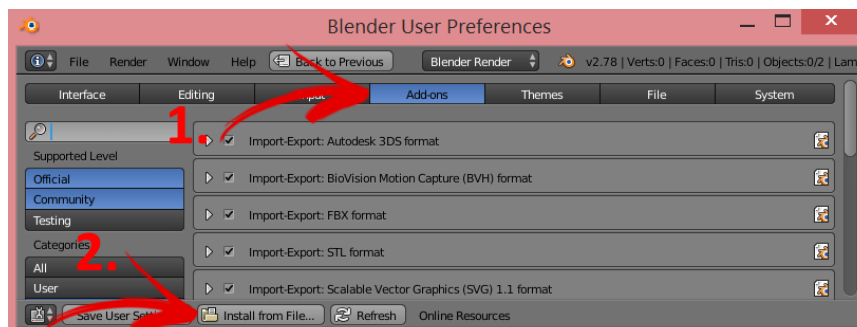 Blender User Preferences
File Render Window Help Back to Previous Blender Render v2.78 | Verts:0 | Faces:0 | Tris:0 | Objects:0/2 | Lam
Interface Editing Add-ons Themes File System
1.
Import-Export: Autodesk 3DS format
Supported Level
Official
Import-Export: BioVision Motion Capture (BVH) format
Community
Testing
Import-Export: FBX format
Categories
2.
Import-Export: STL format
All
User
Import-Export: Scalable Vector Graphics (SVG) 1.1 format
Save User Install from File... Refresh Online Resources